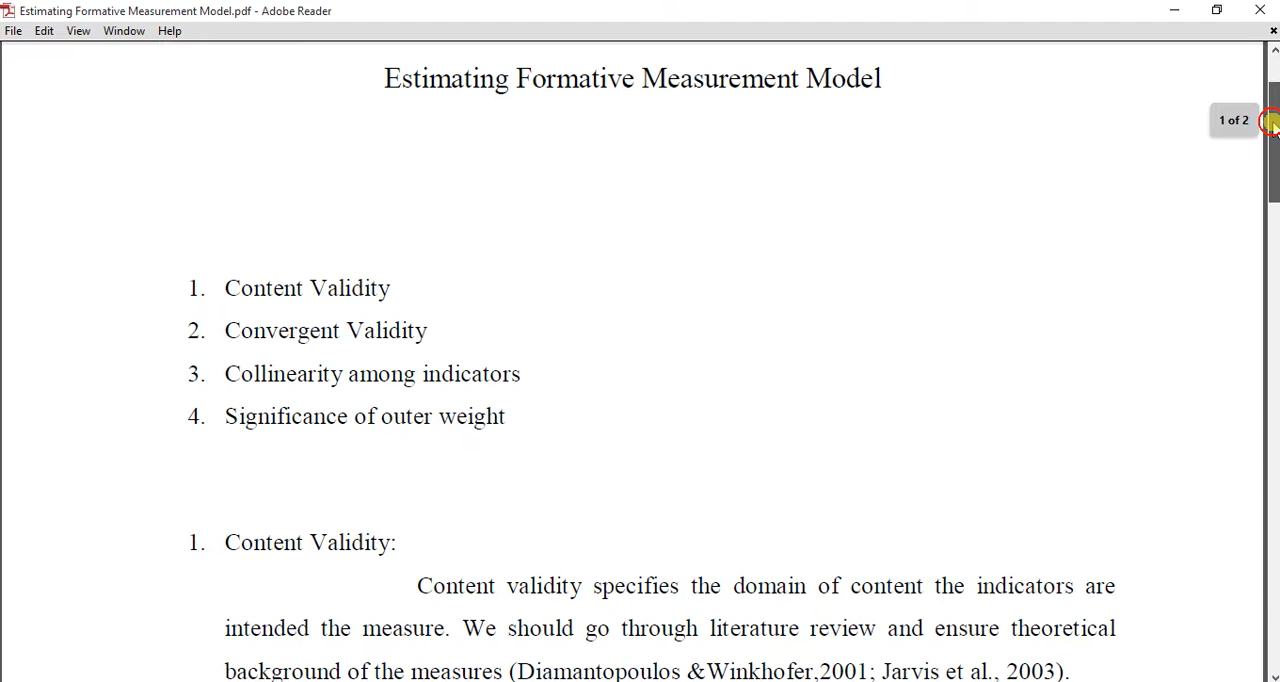 Estimating Formative Measurement Model.pdf - Adobe Reader
File Edit View Window Help
Estimating Formative Measurement Model
1 of 2
1. Content Validity
2. Convergent Validity
3. Collinearity among indicators
4. Significance of outer weight
1. Content Validity:
Content validity specifies the domain of content the indicators are
intended the measure. We should go through literature review and ensure theoretical
background of the measures (Diamantopoulos &Winkhofer,2001; Jarvis et al., 2003).